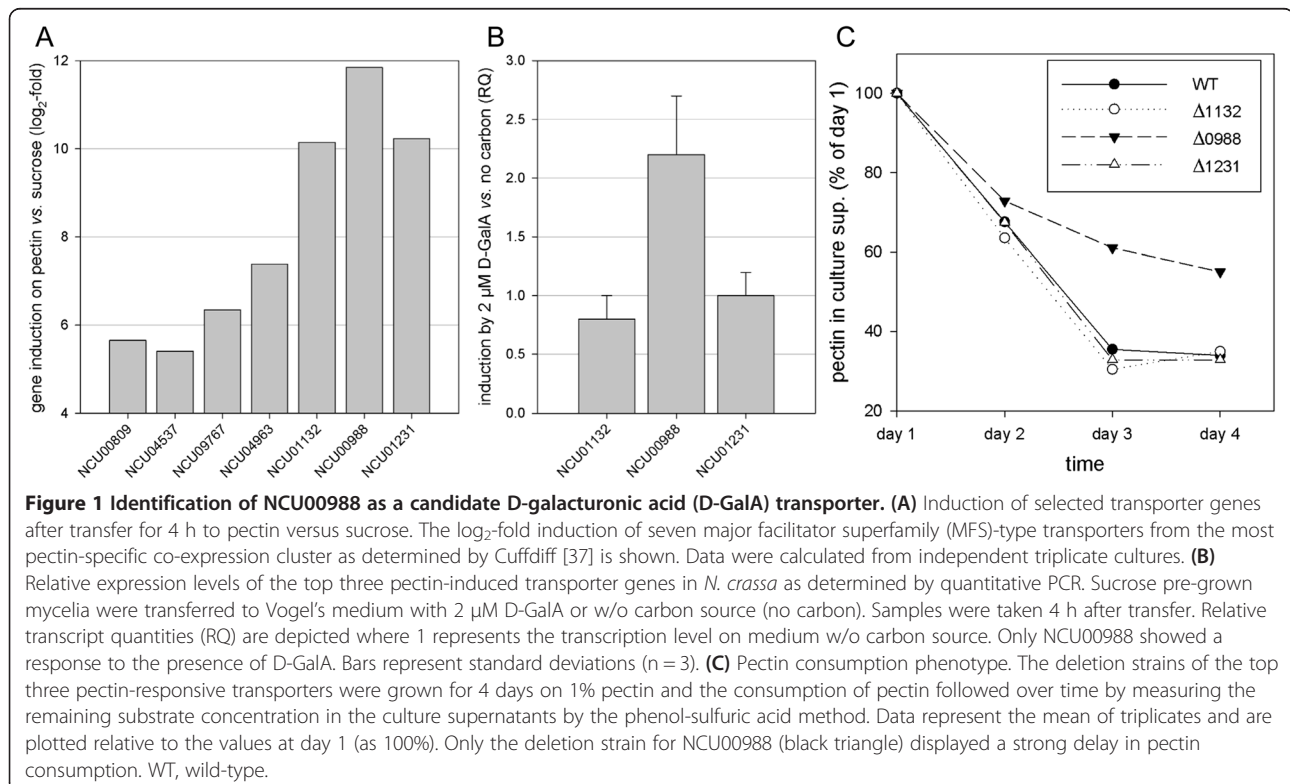 A
gene induction on pectin vs. sucrose (log2-fold)
12
10
8
6
4
NCU00809
NCU04537
NCU09767
NCU04963
NCU01132
NCU00988
NCU01231
B
induction by 2 µM D-GalA vs. no carbon (RQ)
3.0
2.5
2.0
1.5
1.0
0.5
0.0
NCU01132
NCU00988
NCU01231
C
pectin in culture sup. (% of day 1)
100
80
60
40
20
WT
Δ1132
Δ0988
Δ1231
day 1
day 2
day 3
day 4
time
Figure 1 Identification of NCU00988 as a candidate D-galacturonic acid (D-GalA) transporter. (A) Induction of selected transporter genes
after transfer for 4 h to pectin versus sucrose. The log2-fold induction of seven major facilitator superfamily (MFS)-type transporters from the most
pectin-specific co-expression cluster as determined by Cuffdiff [37] is shown. Data were calculated from independent triplicate cultures. (B)
Relative expression levels of the top three pectin-induced transporter genes in N. crassa as determined by quantitative PCR. Sucrose pre-grown
mycelia were transferred to Vogel's medium with 2 µM D-GalA or w/o carbon source (no carbon). Samples were taken 4 h after transfer. Relative
transcript quantities (RQ) are depicted where 1 represents the transcription level on medium w/o carbon source. Only NCU00988 showed a
response to the presence of D-GalA. Bars represent standard deviations (n = 3). (C) Pectin consumption phenotype. The deletion strains of the top
three pectin-responsive transporters were grown for 4 days on 1% pectin and the consumption of pectin followed over time by measuring the
remaining substrate concentration in the culture supernatants by the phenol-sulfuric acid method. Data represent the mean of triplicates and are
plotted relative to the values at day 1 (as 100%). Only the deletion strain for NCU00988 (black triangle) displayed a strong delay in pectin
consumption. WT, wild-type.